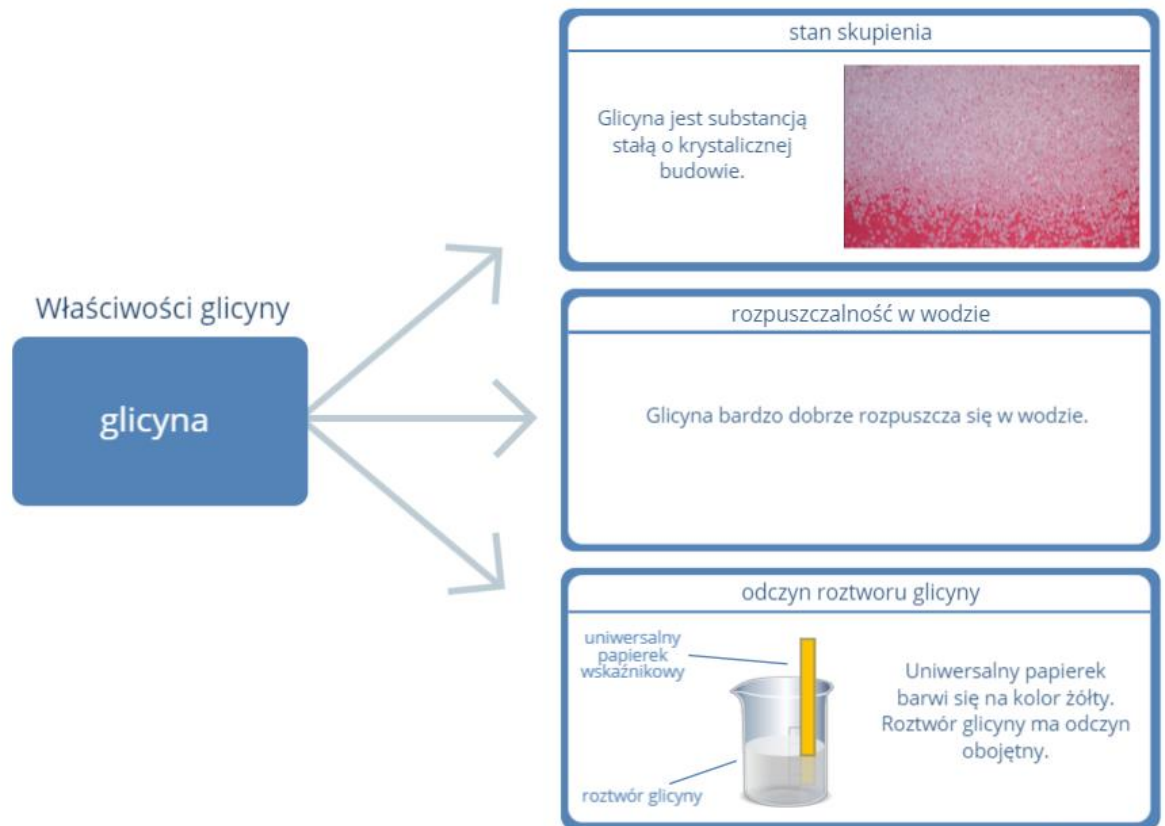 Właściwości glicyny
glicyna
stan skupienia
Glicyna jest substancją
stałą o krystalicznej
budowie.
rozpuszczalność w wodzie
Glicyna bardzo dobrze rozpuszcza się w wodzie.
odczyn roztworu glicyny
uniwersalny
papierek
wskaźnikowy
roztwór glicyny
Uniwersalny papierek
barwi się na kolor żółty.
Roztwór glicyny ma odczyn
obojętny.